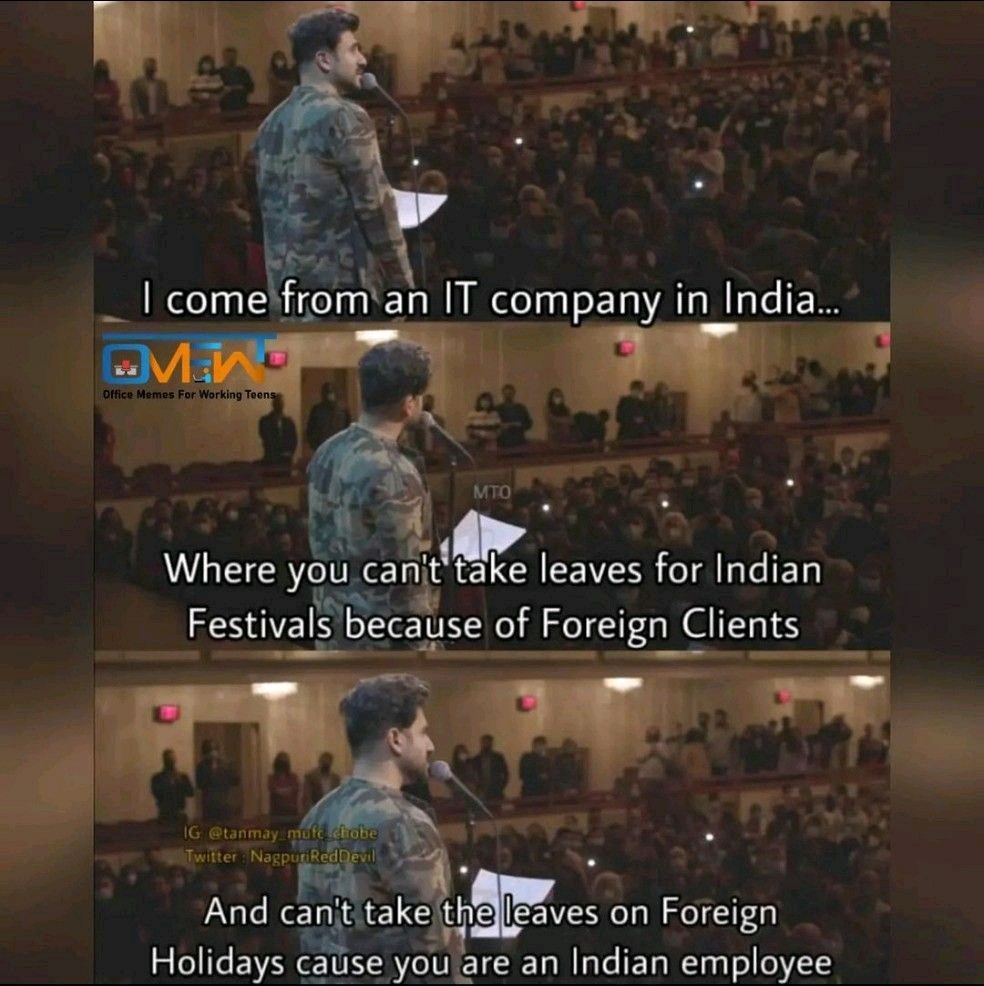 I come from an IT company in India...
OMFWT
Office Memes For Working Teens
MTO
Where you can't take leaves for Indian
Festivals because of Foreign Clients
IG: @tanmay_mufc_chobe
Twitter : NagpuriRedDevil
And can't take the leaves on Foreign
Holidays cause you are an Indian employee